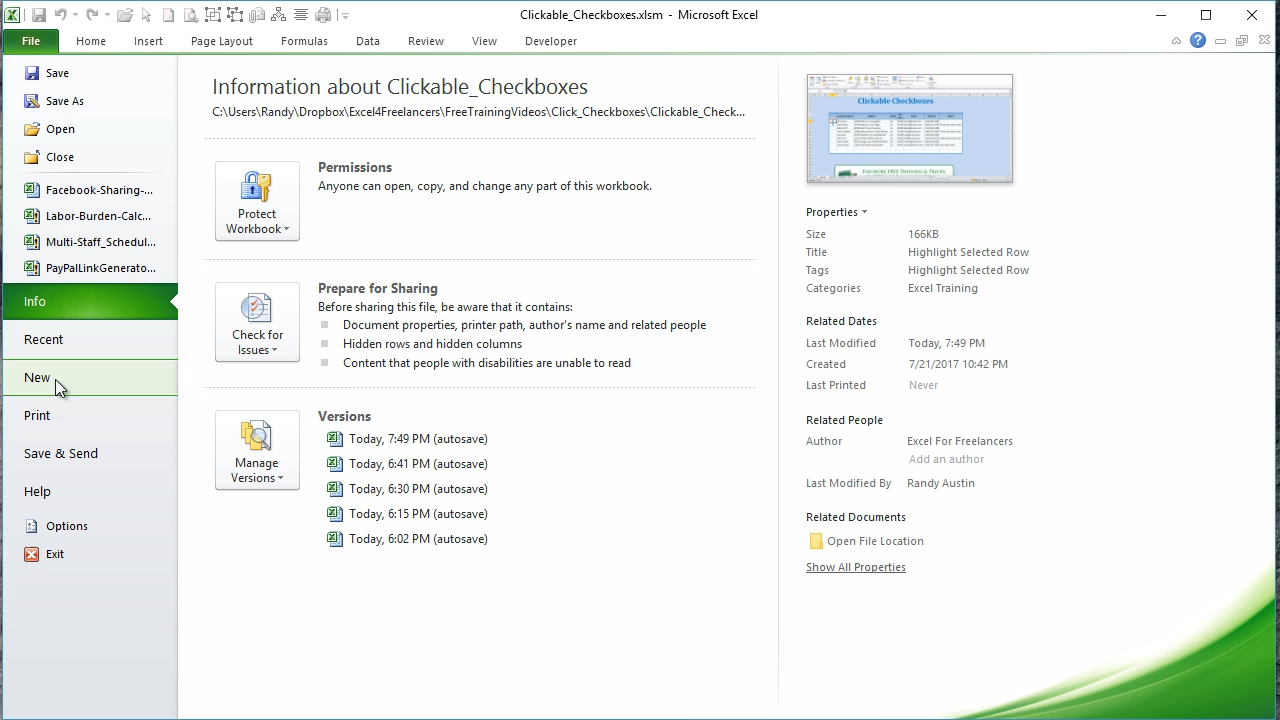 Clickable_Checkboxes.xlsm - Microsoft Excel
File Home Insert Page Layout Formulas Data Review View Developer
Save
Save As
Open
Close
Facebook-Sharing-...
Labor-Burden-Calc...
Multi-Staff_Schedul...
PayPalLinkGenerato...
Info
Recent
New
Print
Save & Send
Help
Options
Exit
Information about Clickable_Checkboxes
C:\Users\Randy\Dropbox\Excel4Freelancers\FreeTrainingVideos\Click_Checkboxes\Clickable_Check...
Protect
Workbook
Permissions
Anyone can open, copy, and change any part of this workbook.
Check for
Issues
Prepare for Sharing
Before sharing this file, be aware that it contains:
Document properties, printer path, author's name and related people
Hidden rows and hidden columns
Content that people with disabilities are unable to read
Manage
Versions
Versions
Today, 7:49 PM (autosave)
Today, 6:41 PM (autosave)
Today, 6:30 PM (autosave)
Today, 6:15 PM (autosave)
Today, 6:02 PM (autosave)
Clickable Checkboxes
FOR MORE FREE TRAINING & TRICKS
Properties
Size 166KB
Title Highlight Selected Row
Tags Highlight Selected Row
Categories Excel Training
Related Dates
Last Modified Today, 7:49 PM
Created 7/21/2017 10:42 PM
Last Printed Never
Related People
Author Excel For Freelancers
Add an author
Last Modified By Randy Austin
Related Documents
Open File Location
Show All Properties